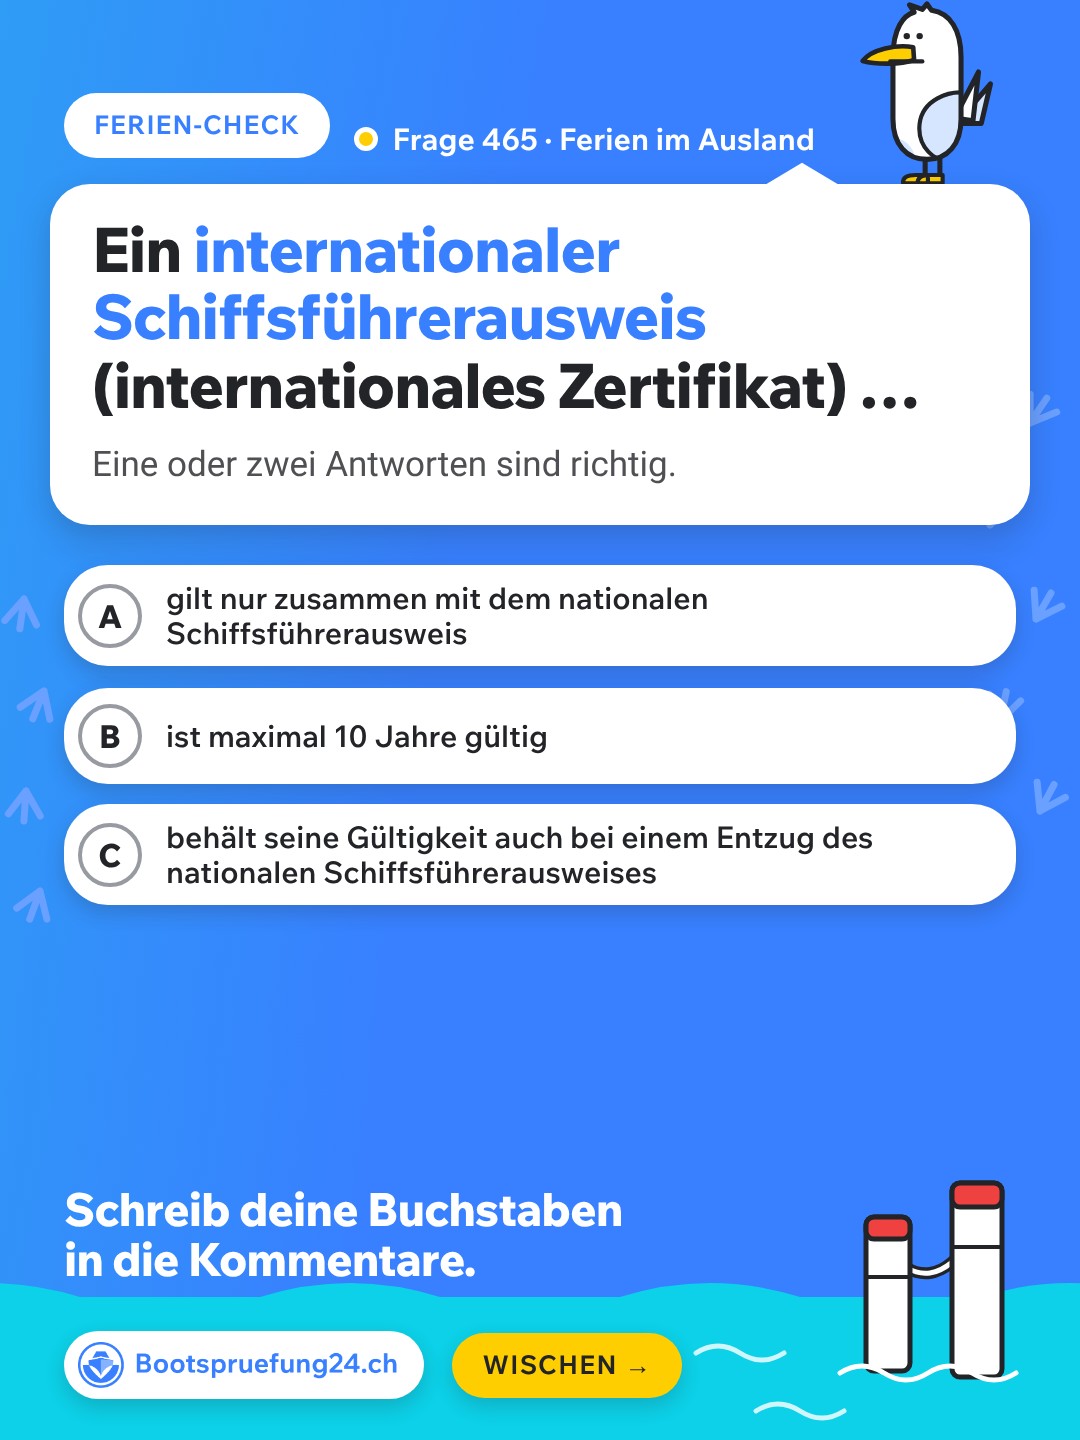 FERIEN-CHECK
Frage 465 · Ferien im Ausland
Ein internationaler
Schiffsführerausweis
(internationales Zertifikat) …
Eine oder zwei Antworten sind richtig.
A
gilt nur zusammen mit dem nationalen
Schiffsführerausweis
B
ist maximal 10 Jahre gültig
C
behält seine Gültigkeit auch bei einem Entzug des
nationalen Schiffsführerausweises
Schreib deine Buchstaben
in die Kommentare.
Bootspruefung24.ch
WISCHEN →